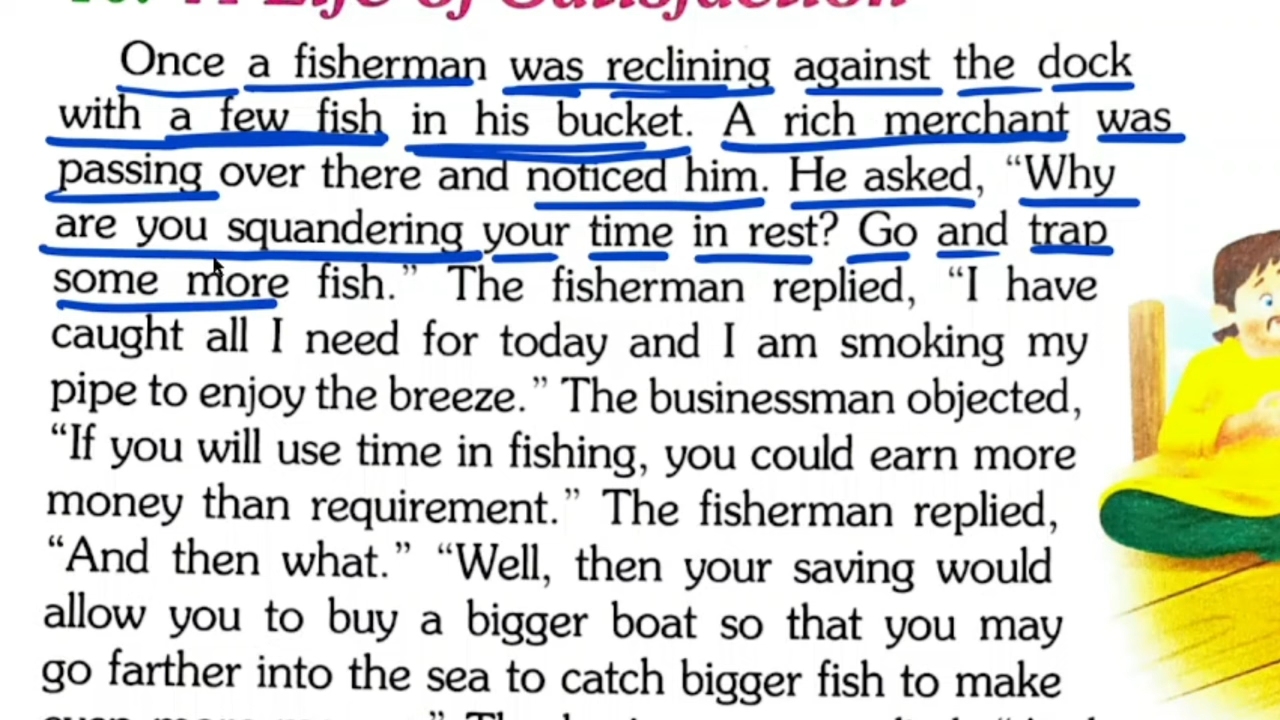 A Life of Satisfaction
Once a fisherman was reclining against the dock
with a few fish in his bucket. A rich merchant was
passing over there and noticed him. He asked, “Why
are you squandering your time in rest? Go and trap
some more fish.” The fisherman replied, “I have
caught all I need for today and I am smoking my
pipe to enjoy the breeze.” The businessman objected,
“If you will use time in fishing, you could earn more
money than requirement.” The fisherman replied,
“And then what.” “Well, then your saving would
allow you to buy a bigger boat so that you may
go farther into the sea to catch bigger fish to make